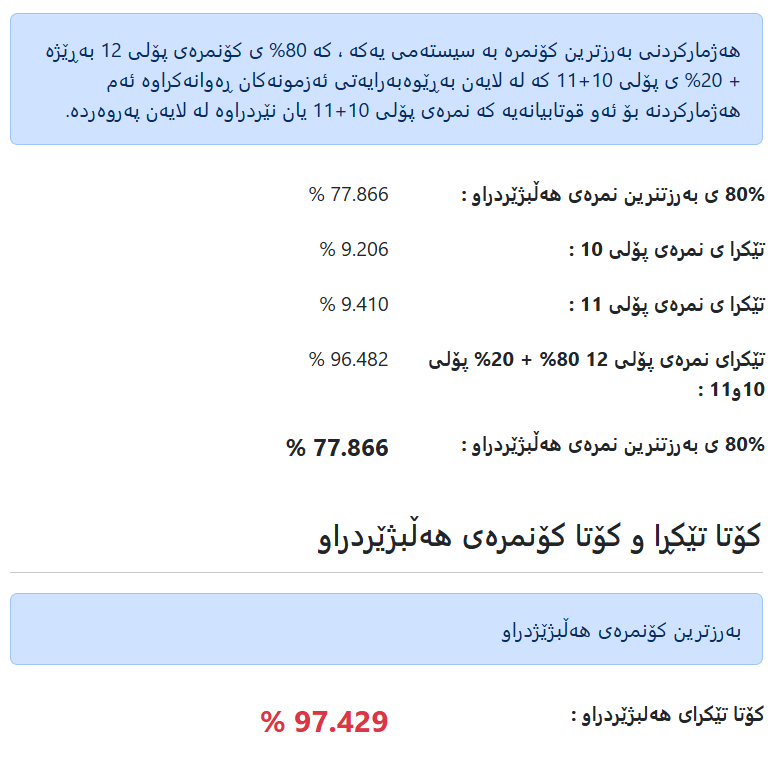 هەژمارکردنی بەرزترین کۆنمرە بە سیستەمی یەکە ، کە 80% ی کۆنمرەی پۆلی 12 بەڕێژە
+ 20% ی پۆلی 10+11 کە لە لایەن بەڕێوەبەرایەتی ئەزمونەکان ڕەوانەکراوە ئەم
هەژمارکردنە بۆ ئەو قوتابیانەیە کە نمرەی پۆلی 10+11 یان نێردراوە لە لایەن پەروەردە.
80% ی بەرزتنرین نمرەی هەڵبژێردراو : 77.866 %
تێکرا ی نمرەی پۆلی 10 : 9.206 %
تێکرا ی نمرەی پۆلی 11 : 9.410 %
تێکرای نمرەی پۆلی 12 80% + 20% پۆلی 96.482 %
10و11 :
80% ی بەرزتنرین نمرەی هەڵبژێردراو : 77.866 %
کۆتا تێکڕا و کۆتا کۆنمرەی هەڵبژێردراو
بەرزترین کۆنمرەی هەڵبژێژدراو
کۆتا تێکرای هەلبژێردراو : 97.429 %